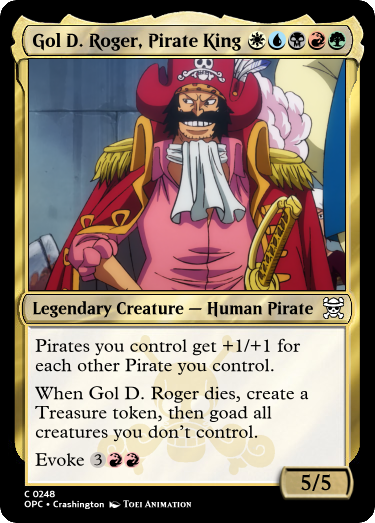 Gol D. Roger, Pirate King
Legendary Creature — Human Pirate
Pirates you control get +1/+1 for
each other Pirate you control.
When Gol D. Roger dies, create a
Treasure token, then goad all
creatures you don't control.
Evoke 3
5/5
C 0248
OPC • Crashington Toei Animation